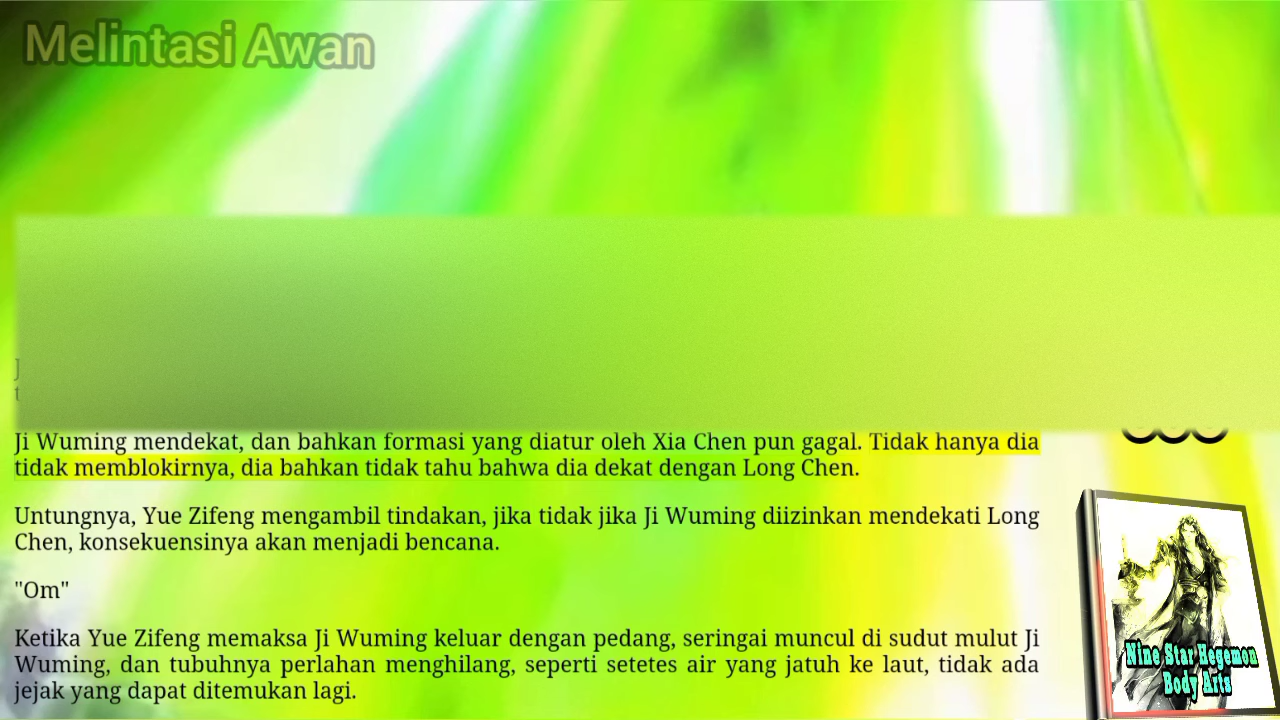 Melintasi Awan
Ji Wuming mendekat, dan bahkan formasi yang diatur oleh Xia Chen pun gagal. Tidak hanya dia
tidak memblokirnya, dia bahkan tidak tahu bahwa dia dekat dengan Long Chen.
Untungnya, Yue Zifeng mengambil tindakan, jika tidak jika Ji Wuming diizinkan mendekati Long
Chen, konsekuensinya akan menjadi bencana.
"Om"
Ketika Yue Zifeng memaksa Ji Wuming keluar dengan pedang, seringai muncul di sudut mulut Ji
Wuming, dan tubuhnya perlahan menghilang, seperti setetes air yang jatuh ke laut, tidak ada
jejak yang dapat ditemukan lagi.
Nine Star Hegemon
Body Arts